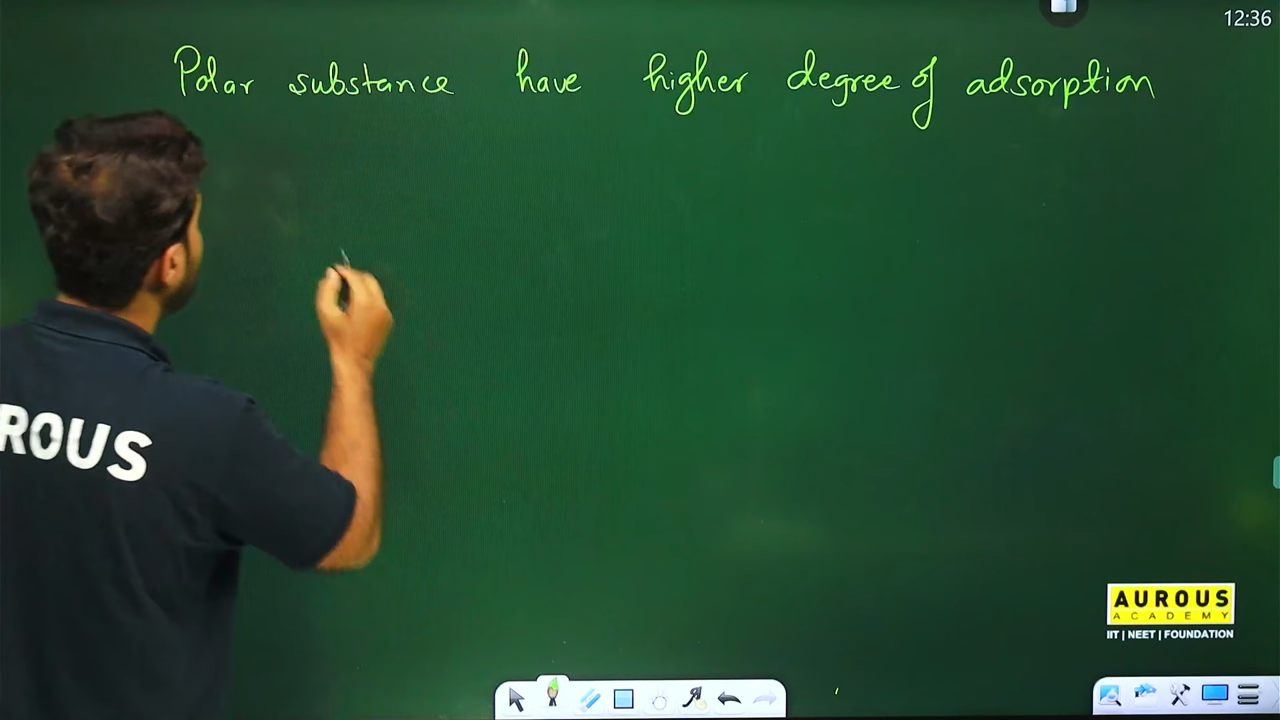 12:36
Polar substance have higher degree of adsorption
ROUS
AUROUS
ACADEMY
IIT | NEET | FOUNDATION